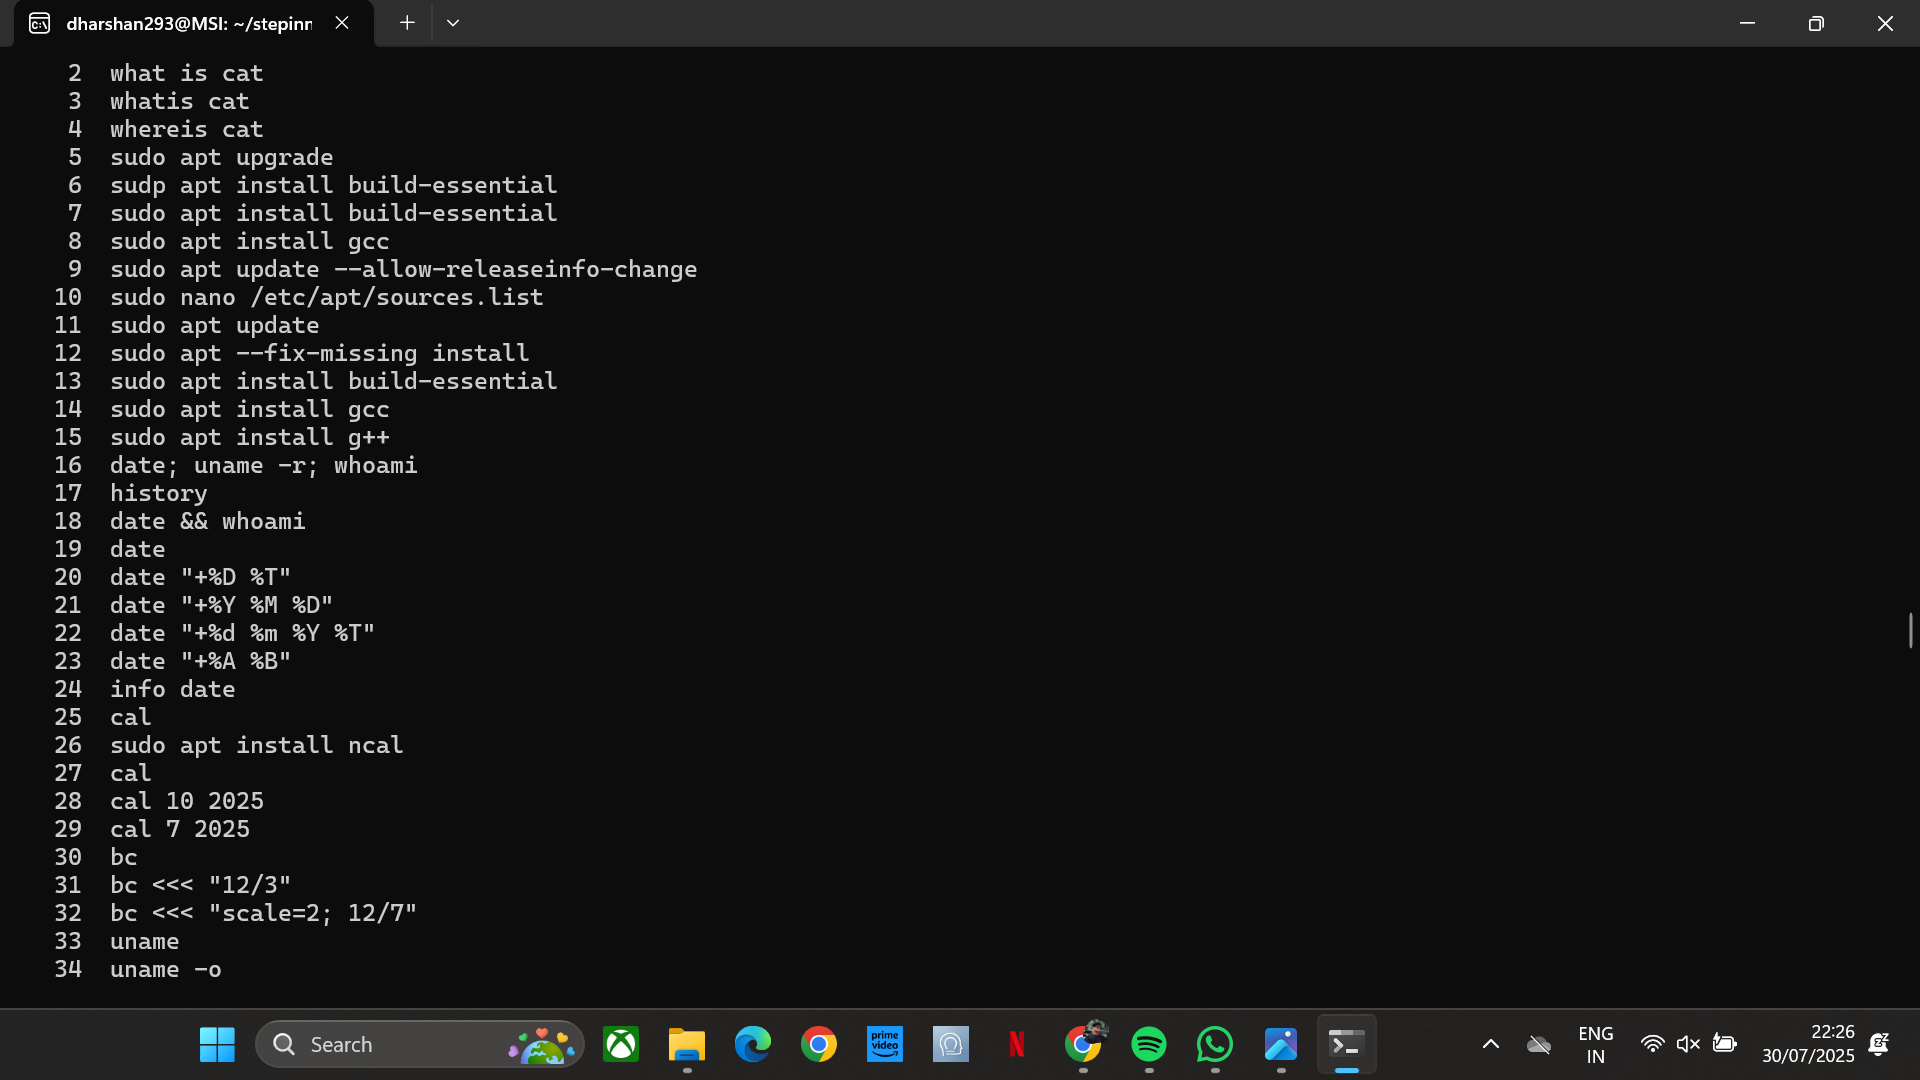 dharshan293@MSI: ~/stepinn
2 what is cat
3 whatis cat
4 whereis cat
5 sudo apt upgrade
6 sudp apt install build-essential
7 sudo apt install build-essential
8 sudo apt install gcc
9 sudo apt update --allow-releaseinfo-change
10 sudo nano /etc/apt/sources.list
11 sudo apt update
12 sudo apt --fix-missing install
13 sudo apt install build-essential
14 sudo apt install gcc
15 sudo apt install g++
16 date; uname -r; whoami
17 history
18 date && whoami
19 date
20 date "+%D %T"
21 date "+%Y %M %D"
22 date "+%d %m %Y %T"
23 date "+%A %B"
24 info date
25 cal
26 sudo apt install ncal
27 cal
28 cal 10 2025
29 cal 7 2025
30 bc
31 bc <<< "12/3"
32 bc <<< "scale=2; 12/7"
33 uname
34 uname -o
Search
prime video
N
ENG
IN
22:26
30/07/2025